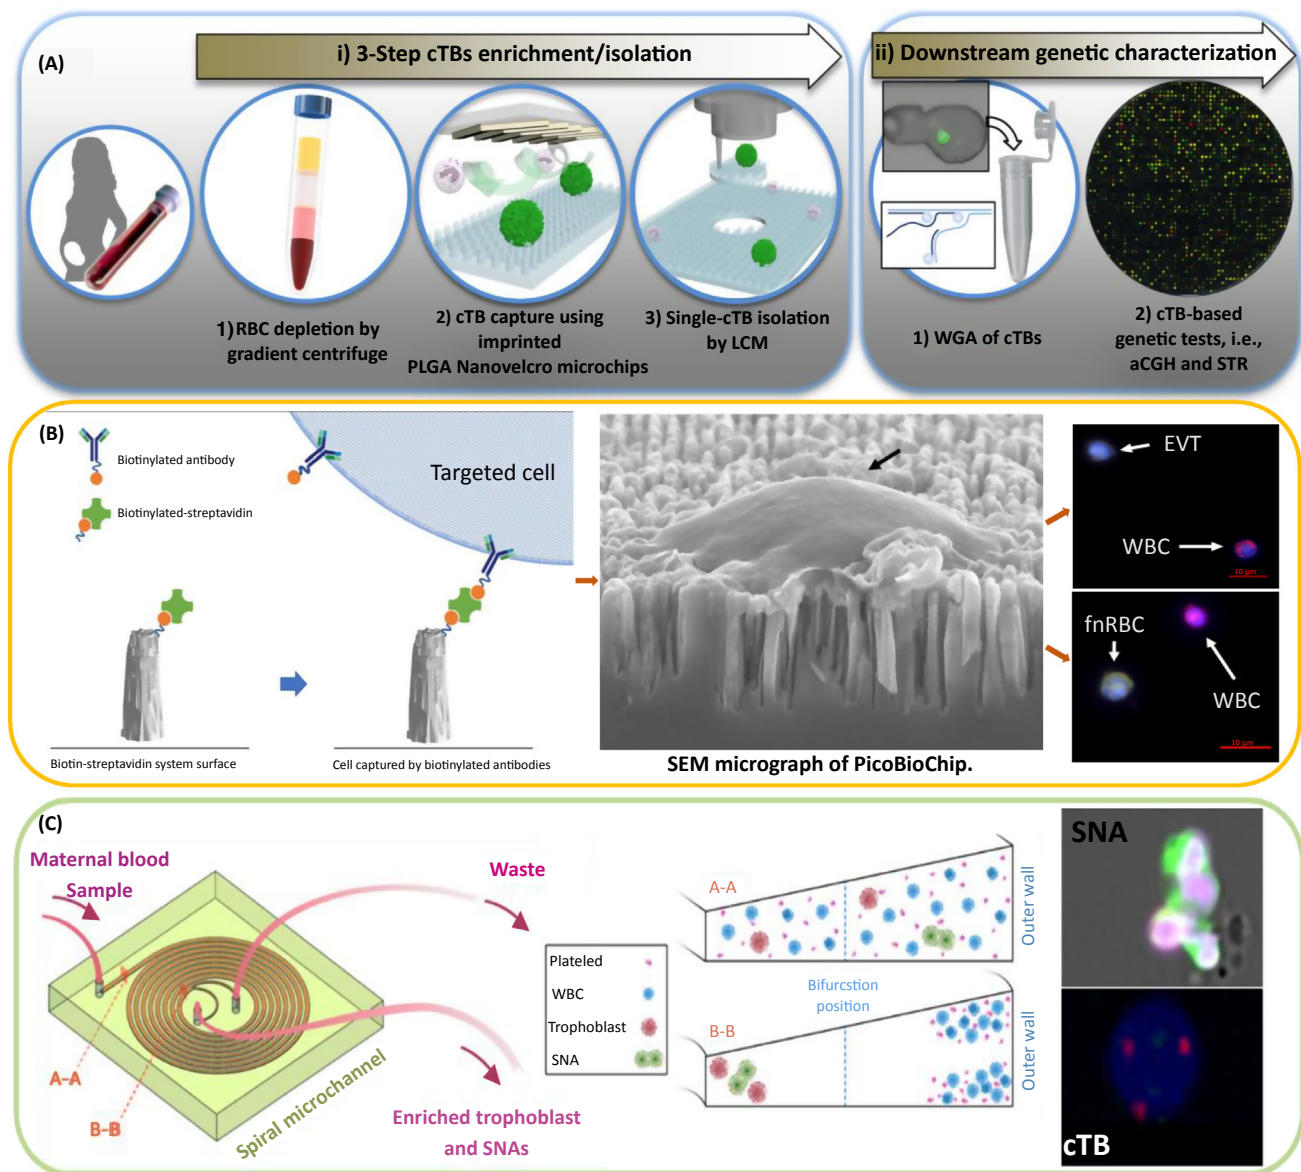 (A)
i) 3-Step cTBs enrichment/isolation
1) RBC depletion by
gradient centrifuge
2) cTB capture using
imprinted
PLGA Nanovelcro microchips
3) Single-cTB isolation
by LCM
ii) Downstream genetic characterization
1) WGA of cTBs
2) cTB-based
genetic tests, i.e.,
aCGH and STR
(B)
Biotinylated antibody
Biotinylated-streptavidin
Targeted cell
Biotin-streptavidin system surface
Cell captured by biotinylated antibodies
SEM micrograph of PicoBioChip.
EVT
WBC
10 µm
fnRBC
WBC
10 µm
(C)
Maternal blood
Sample
Waste
A-A
B-B
Spiral microchannel
Enriched trophoblast
and SNAs
Plateled
WBC
Trophoblast
SNA
A-A
Outer wall
Bifurcstion
position
B-B
Outer wall
SNA
cTB